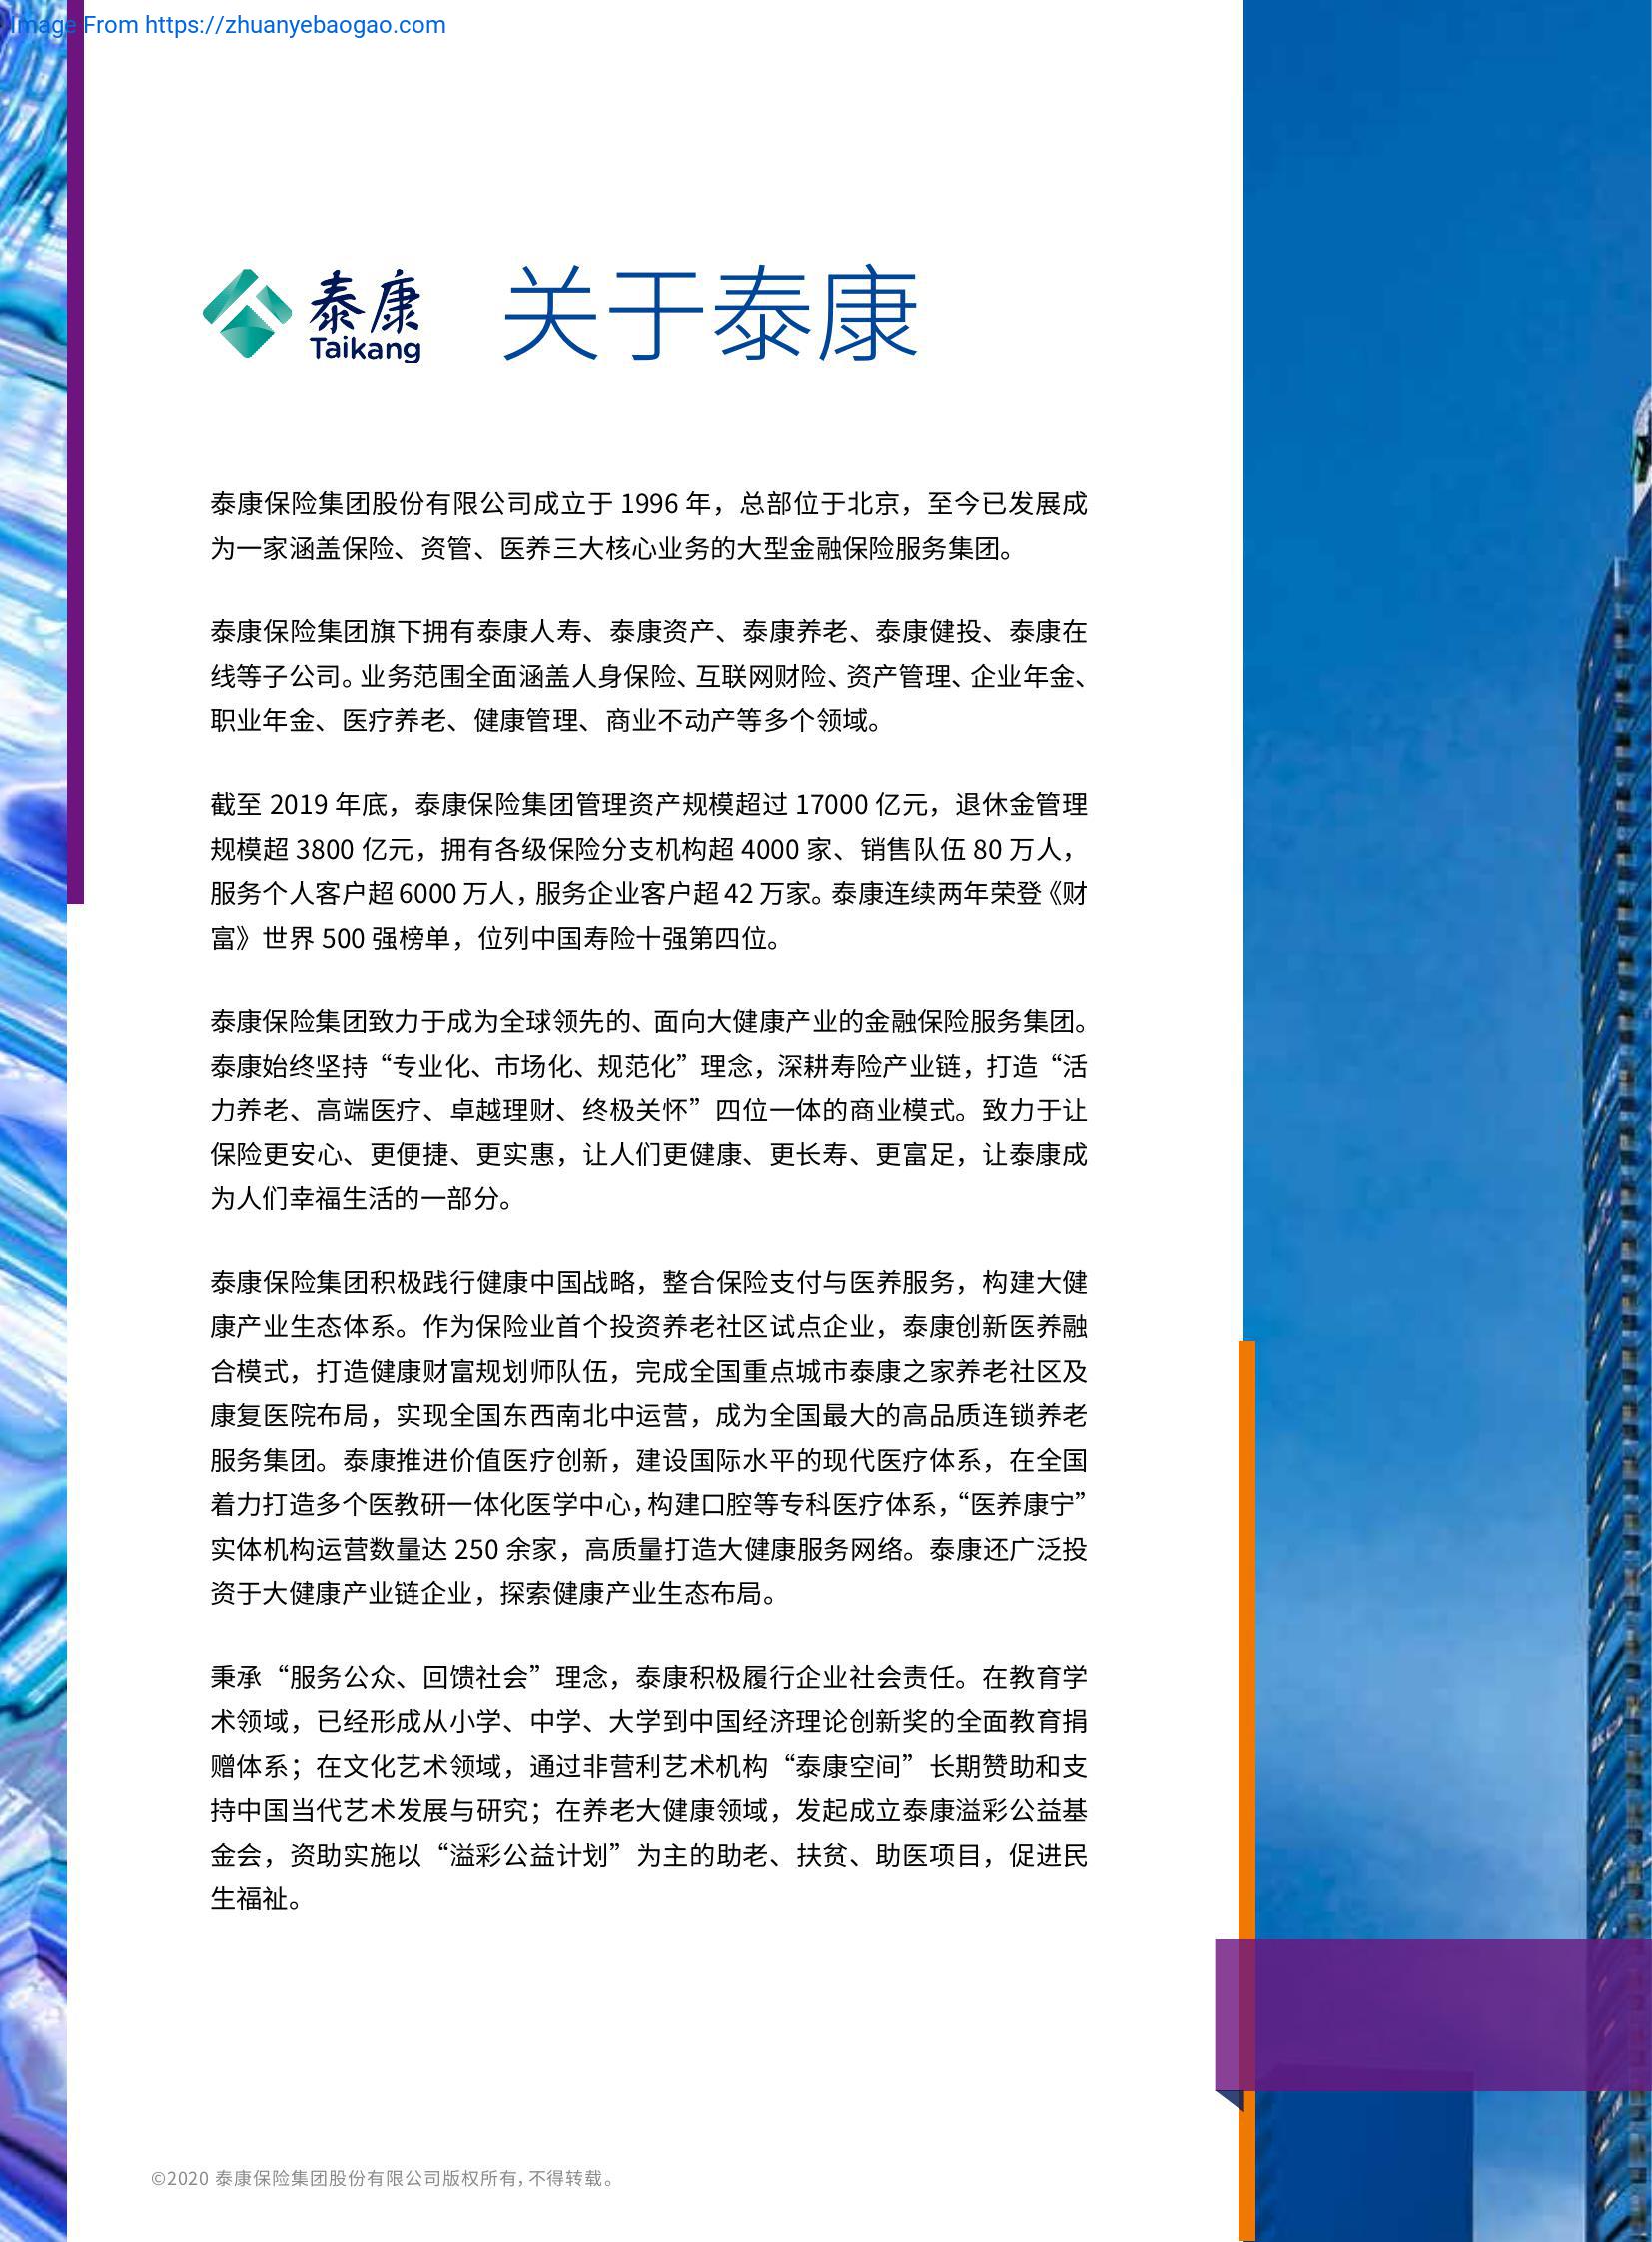 Image From https://zhuanyebaogao.com
泰康
Taikang
关于泰康
泰康保险集团股份有限公司成立于 1996 年，总部位于北京，至今已发展成
为一家涵盖保险、资管、医养三大核心业务的大型金融保险服务集团。
泰康保险集团旗下拥有泰康人寿、泰康资产、泰康养老、泰康健投、泰康在
线等子公司。业务范围全面涵盖人身保险、互联网财险、资产管理、企业年金、
职业年金、医疗养老、健康管理、商业不动产等多个领域。
截至 2019 年底，泰康保险集团管理资产规模超过 17000 亿元，退休金管理
规模超 3800 亿元，拥有各级保险分支机构超 4000 家、销售队伍 80 万人，
服务个人客户超 6000 万人，服务企业客户超 42 万家。泰康连续两年荣登《财
富》世界 500 强榜单，位列中国寿险十强第四位。
泰康保险集团致力于成为全球领先的、面向大健康产业的金融保险服务集团。
泰康始终坚持“专业化、市场化、规范化”理念，深耕寿险产业链，打造“活
力养老、高端医疗、卓越理财、终极关怀”四位一体的商业模式。致力于让
保险更安心、更便捷、更实惠，让人们更健康、更长寿、更富足，让泰康成
为人们幸福生活的一部分。
泰康保险集团积极践行健康中国战略，整合保险支付与医养服务，构建大健
康产业生态体系。作为保险业首个投资养老社区试点企业，泰康创新医养融
合模式，打造健康财富规划师队伍，完成全国重点城市泰康之家养老社区及
康复医院布局，实现全国东西南北中运营，成为全国最大的高品质连锁养老
服务集团。泰康推进价值医疗创新，建设国际水平的现代医疗体系，在全国
着力打造多个医教研一体化医学中心，构建口腔等专科医疗体系，“医养康宁”
实体机构运营数量达 250 余家，高质量打造大健康服务网络。泰康还广泛投
资于大健康产业链企业，探索健康产业生态布局。
秉承“服务公众、回馈社会”理念，泰康积极履行企业社会责任。在教育学
术领域，已经形成从小学、中学、大学到中国经济理论创新奖的全面教育捐
赠体系；在文化艺术领域，通过非营利艺术机构“泰康空间”长期赞助和支
持中国当代艺术发展与研究；在养老大健康领域，发起成立泰康溢彩公益基
金会，资助实施以“溢彩公益计划”为主的助老、扶贫、助医项目，促进民
生福祉。
©2020 泰康保险集团股份有限公司版权所有，不得转载。